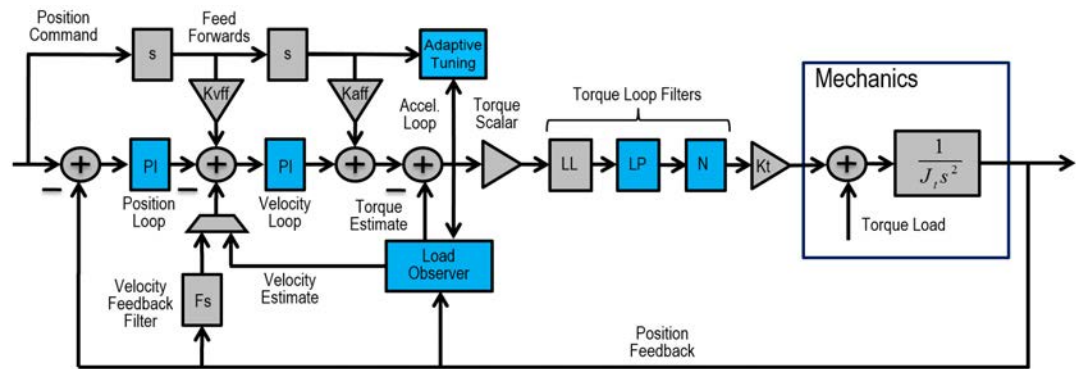 Position
Command
Feed
Forwards
s
s
Adaptive
Tuning
Kvff
Kaff
Accel.
Loop
Torque
Scalar
Torque Loop Filters
Mechanics
+
PI
+
PI
+
+
LL
LP
N
Kt
+
1
J_t s^2
−
−
−
Position
Loop
Velocity
Loop
Torque
Estimate
Torque Load
Load
Observer
Velocity
Feedback
Filter
Fs
Velocity
Estimate
Position
Feedback